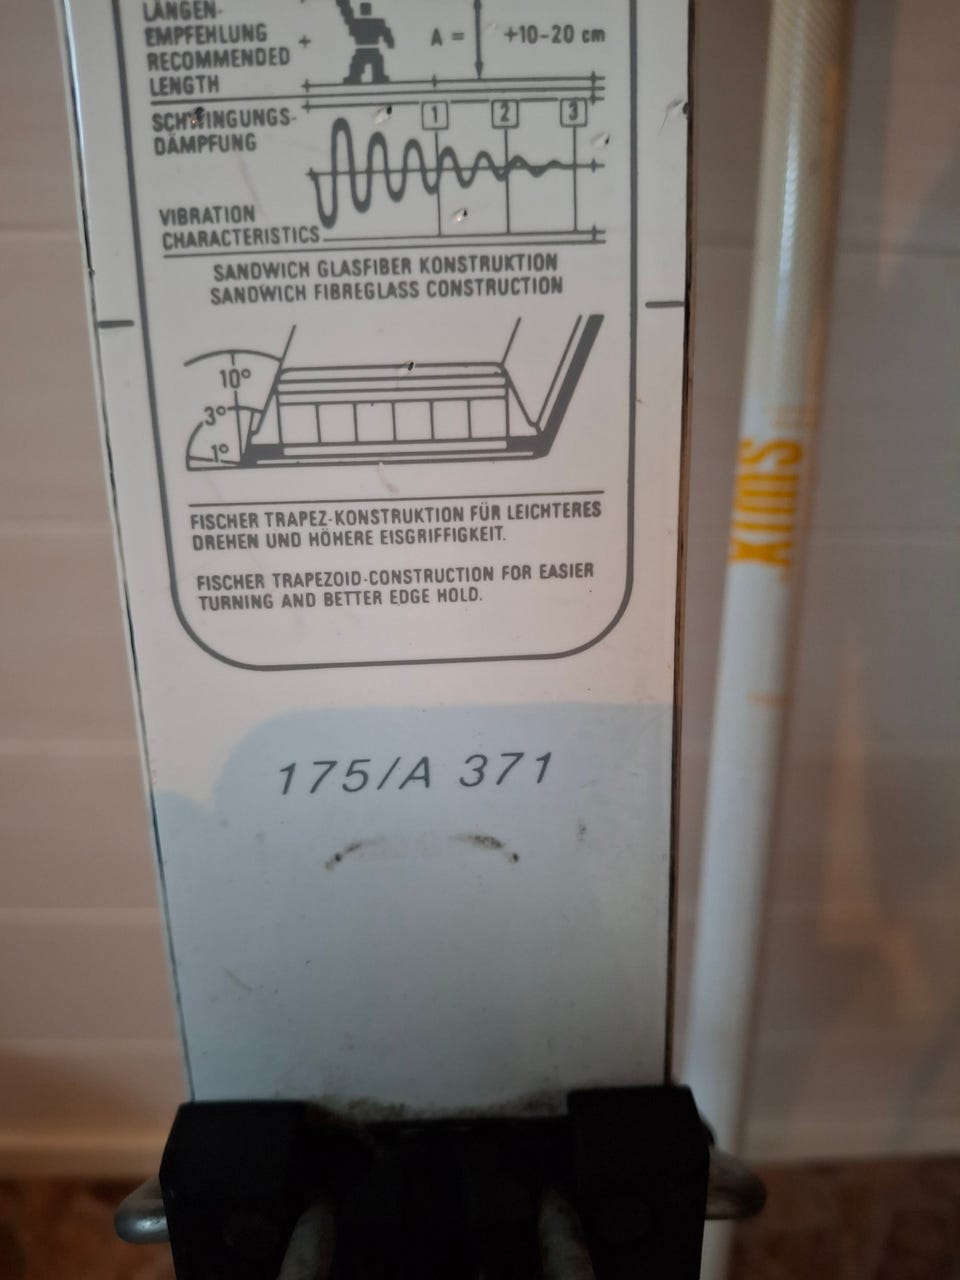 LÄNGEN-
EMPFEHLUNG
RECOMMENDED
LENGTH
A = +10-20 cm
SCHWINGUNGS-
DÄMPFUNG
1 2 3
VIBRATION
CHARACTERISTICS
SANDWICH GLASFIBER KONSTRUKTION
SANDWICH FIBREGLASS CONSTRUCTION
10°
3°
1°
FISCHER TRAPEZ-KONSTRUKTION FÜR LEICHTERES
DREHEN UND HÖHERE EISGRIFFIGKEIT.
FISCHER TRAPEZOID-CONSTRUCTION FOR EASIER
TURNING AND BETTER EDGE HOLD.
175/A 371
SWIX